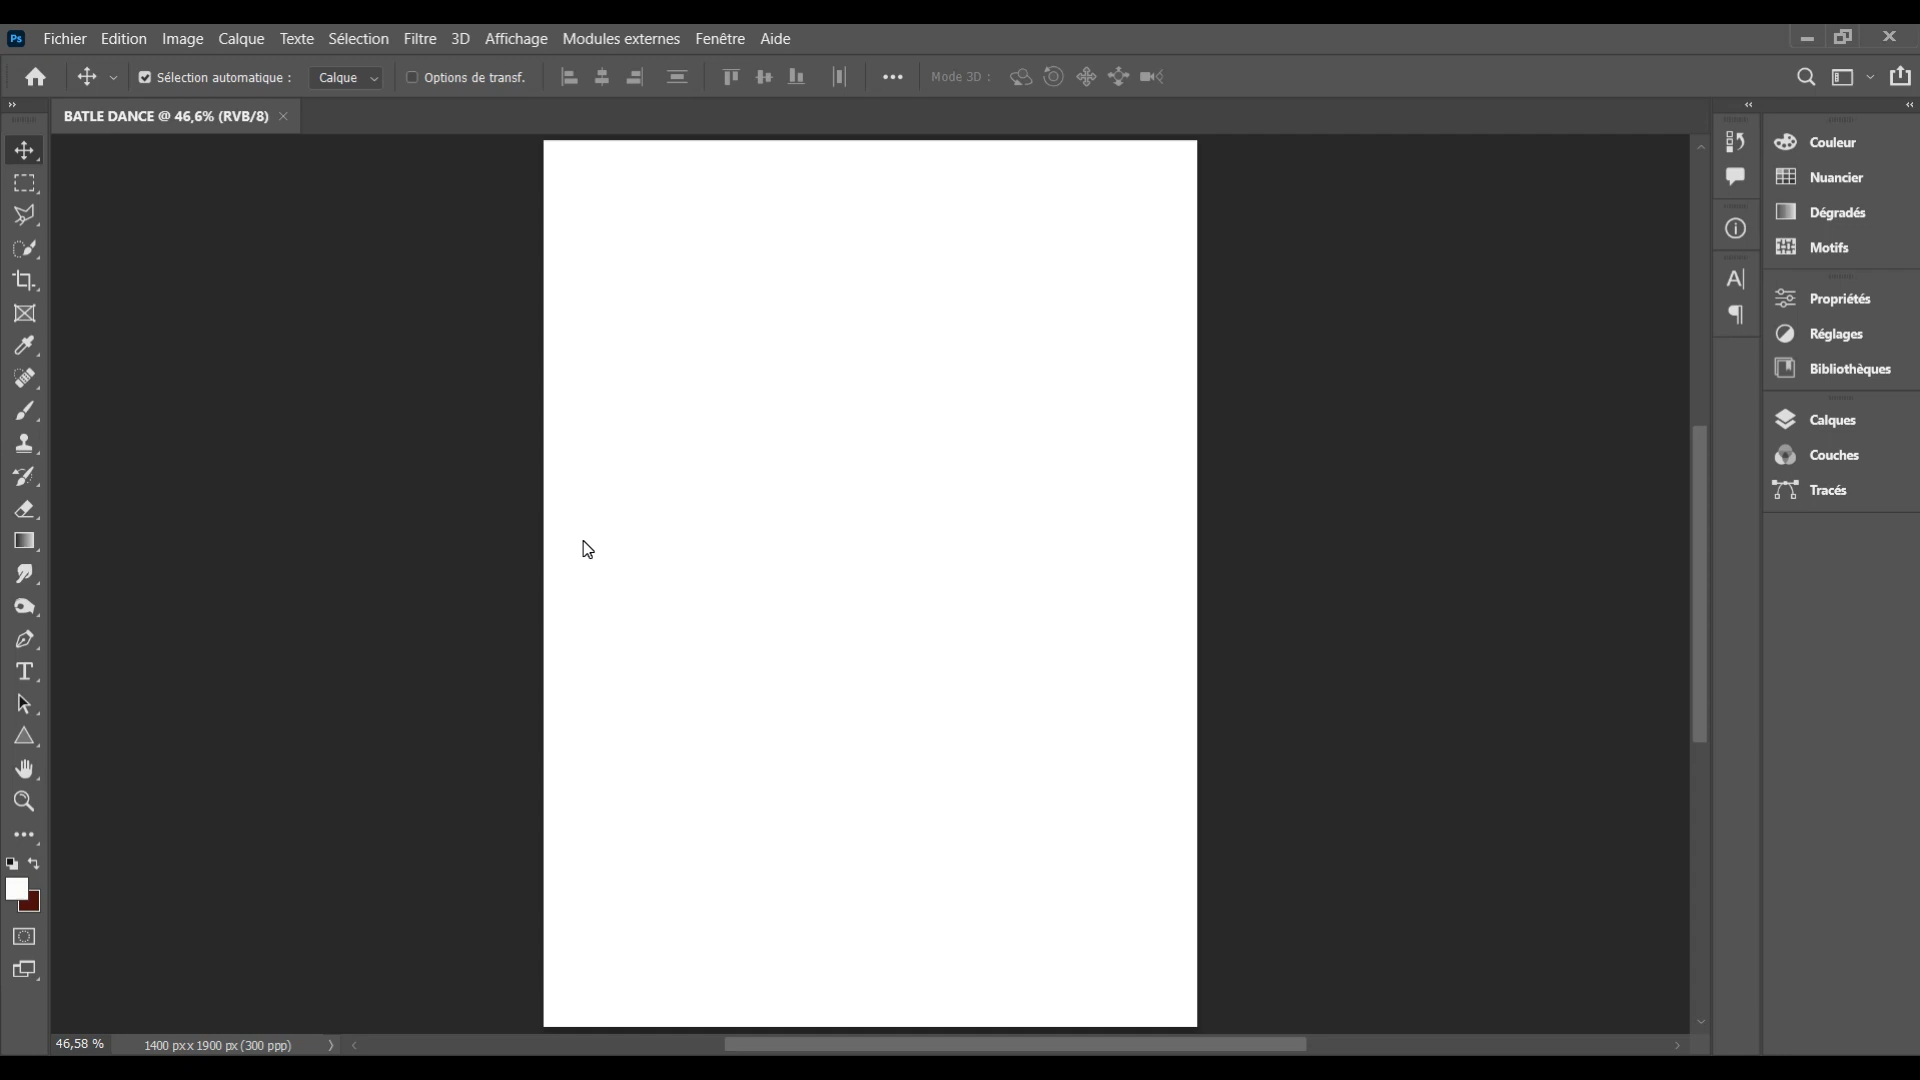 Ps Fichier Edition Image Calque Texte Sélection Filtre 3D Affichage Modules externes Fenêtre Aide
Sélection automatique : Calque Options de transf. Mode 3D :
BATLE DANCE @ 46,6% (RVB/8)
Couleur
Nuancier
Dégradés
Motifs
Propriétés
Réglages
Bibliothèques
Calques
Couches
Tracés
46,58 % 1400 px x 1900 px (300 ppp)